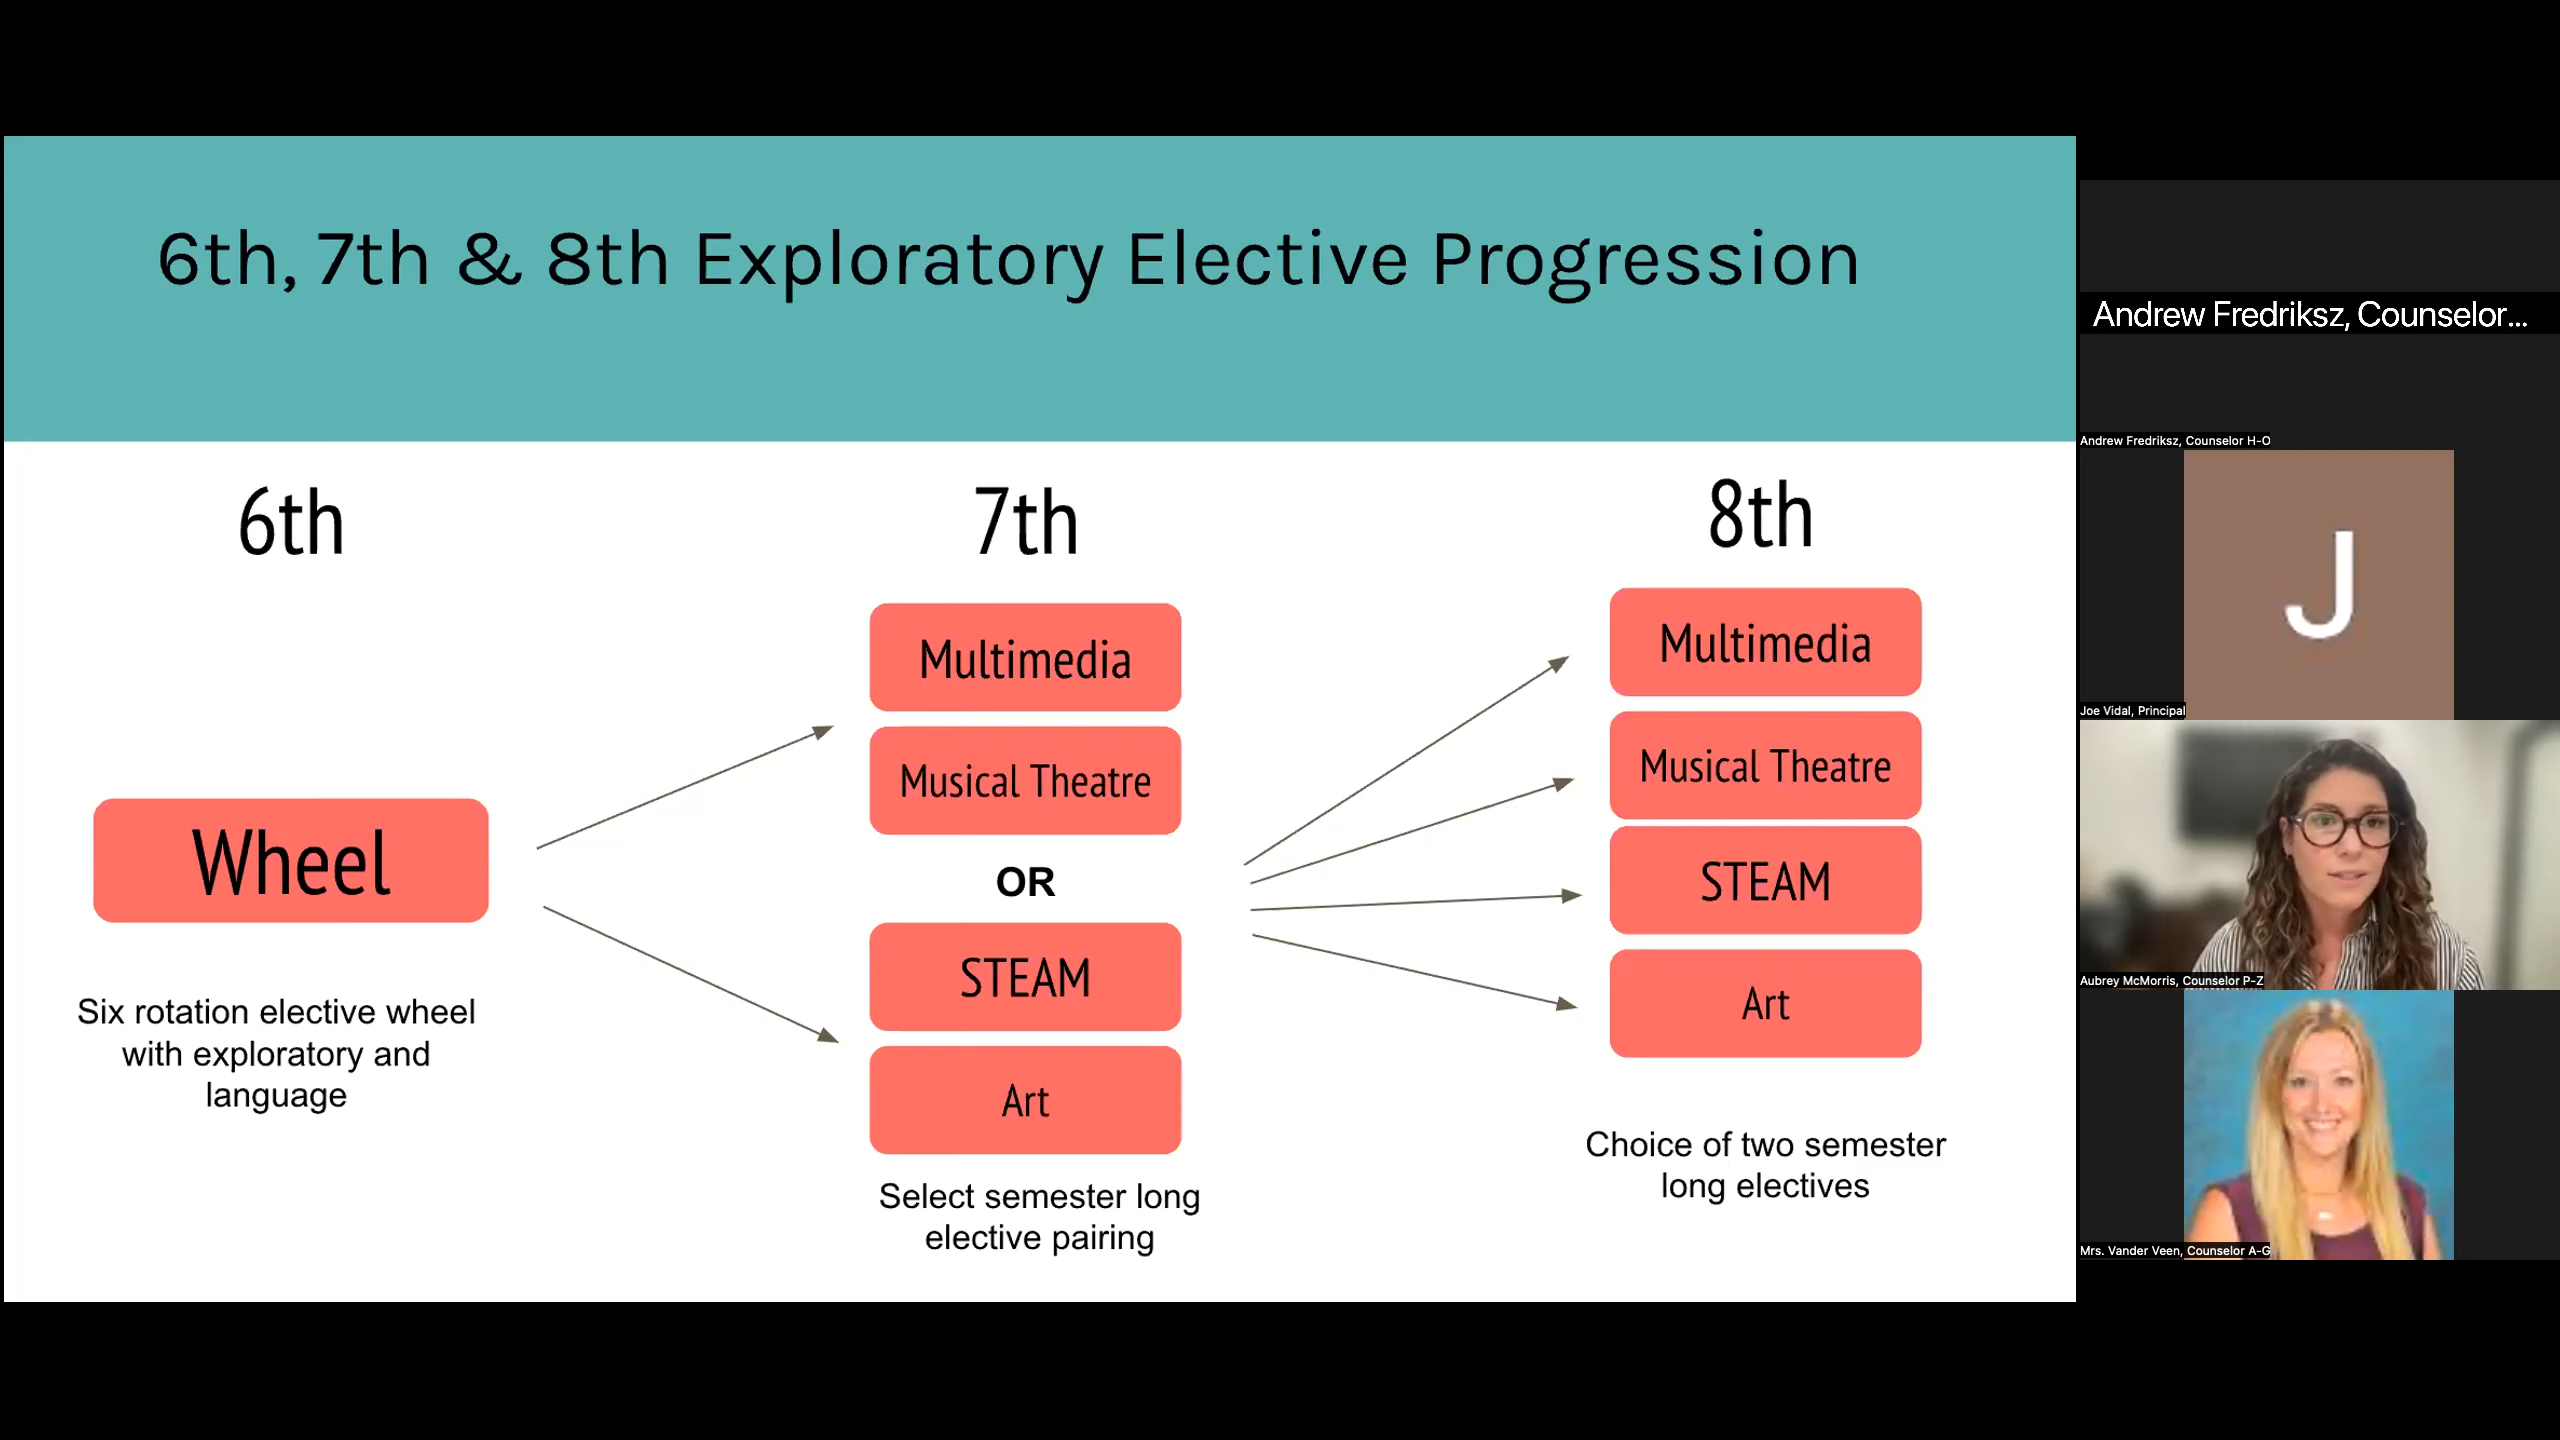 6th, 7th & 8th Exploratory Elective Progression
6th
Wheel
Six rotation elective wheel
with exploratory and
language
7th
Multimedia
Musical Theatre
OR
STEAM
Art
Select semester long
elective pairing
8th
Multimedia
Musical Theatre
STEAM
Art
Choice of two semester
long electives
Andrew Fredriksz, Counselor...
Andrew Fredriksz, Counselor H-O
J
Joe Vidal, Principal
Aubrey McMorris, Counselor P-Z
Mrs. Vander Veen, Counselor A-G